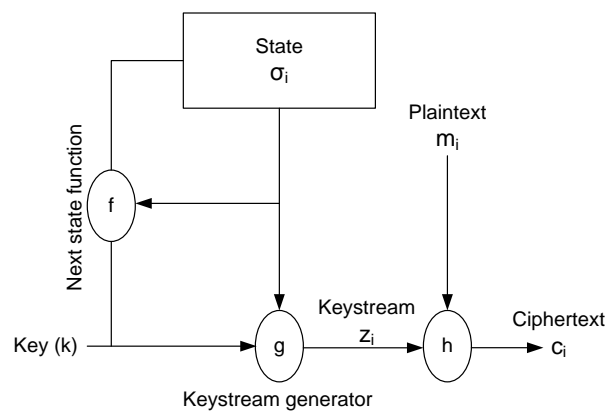 State
σi
Plaintext
mi
Next state function
f
Keystream
zi
Ciphertext
ci
Key (k)
g
h
Keystream generator